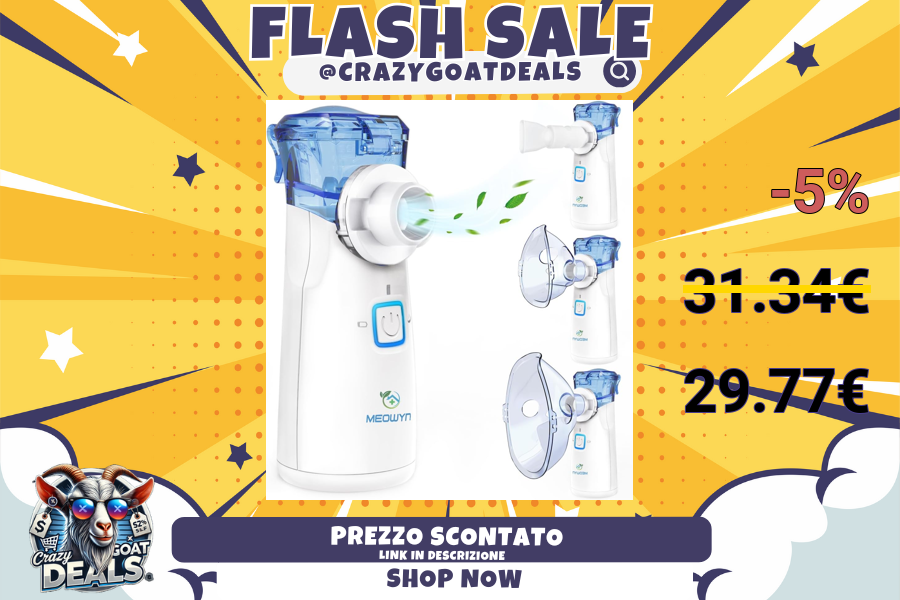 FLASH SALE
@CRAZYGOATDEALS
-5%
31.34€
29.77€
MEOWYN
PREZZO SCONTATO
LINK IN DESCRIZIONE
SHOP NOW
$
52%
Crazy
GOAT
DEALS